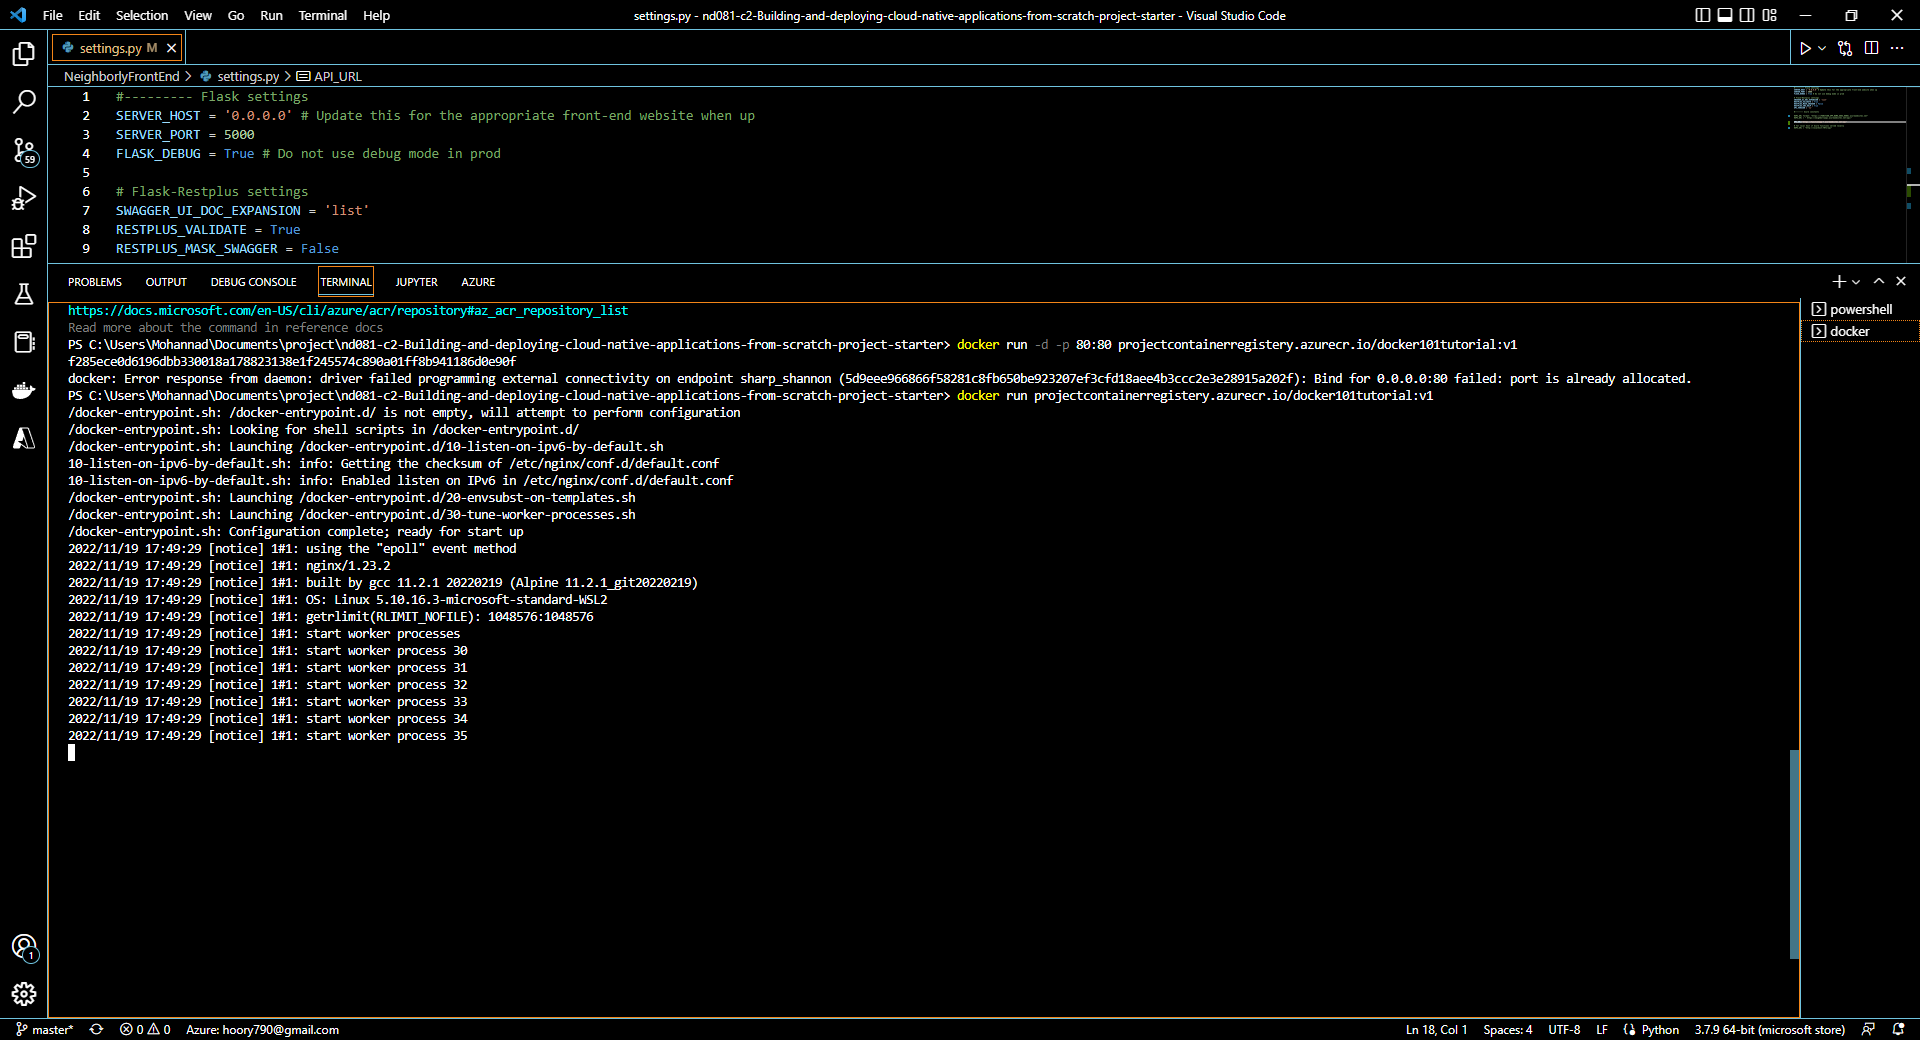 File Edit Selection View Go Run Terminal Help
settings.py - nd081-c2-Building-and-deploying-cloud-native-applications-from-scratch-project-starter - Visual Studio Code
settings.py M
NeighborlyFrontEnd > settings.py > API_URL
1 #--------- Flask settings
2 SERVER_HOST = '0.0.0.0' # Update this for the appropriate front-end website when up
3 SERVER_PORT = 5000
4 FLASK_DEBUG = True # Do not use debug mode in prod
5
6 # Flask-Restplus settings
7 SWAGGER_UI_DOC_EXPANSION = 'list'
8 RESTPLUS_VALIDATE = True
9 RESTPLUS_MASK_SWAGGER = False
59
PROBLEMS OUTPUT DEBUG CONSOLE TERMINAL JUPYTER AZURE
powershell
docker
https://docs.microsoft.com/en-US/cli/azure/acr/repository#az_acr_repository_list
Read more about the command in reference docs
PS C:\Users\Mohannad\Documents\project\nd081-c2-Building-and-deploying-cloud-native-applications-from-scratch-project-starter> docker run -d -p 80:80 projectcontainerregistery.azurecr.io/docker101tutorial:v1
f285ece0d6196dbb330018a178823138e1f245574c890a01ff8b941186d0e90f
docker: Error response from daemon: driver failed programming external connectivity on endpoint sharp_shannon (5d9eee966866f58281c8fb650be923207ef3cfd18aee4b3ccc2e3e28915a202f): Bind for 0.0.0.0:80 failed: port is already allocated.
PS C:\Users\Mohannad\Documents\project\nd081-c2-Building-and-deploying-cloud-native-applications-from-scratch-project-starter> docker run projectcontainerregistery.azurecr.io/docker101tutorial:v1
/docker-entrypoint.sh: /docker-entrypoint.d/ is not empty, will attempt to perform configuration
/docker-entrypoint.sh: Looking for shell scripts in /docker-entrypoint.d/
/docker-entrypoint.sh: Launching /docker-entrypoint.d/10-listen-on-ipv6-by-default.sh
10-listen-on-ipv6-by-default.sh: info: Getting the checksum of /etc/nginx/conf.d/default.conf
10-listen-on-ipv6-by-default.sh: info: Enabled listen on IPv6 in /etc/nginx/conf.d/default.conf
/docker-entrypoint.sh: Launching /docker-entrypoint.d/20-envsubst-on-templates.sh
/docker-entrypoint.sh: Launching /docker-entrypoint.d/30-tune-worker-processes.sh
/docker-entrypoint.sh: Configuration complete; ready for start up
2022/11/19 17:49:29 [notice] 1#1: using the "epoll" event method
2022/11/19 17:49:29 [notice] 1#1: nginx/1.23.2
2022/11/19 17:49:29 [notice] 1#1: built by gcc 11.2.1 20220219 (Alpine 11.2.1_git20220219)
2022/11/19 17:49:29 [notice] 1#1: OS: Linux 5.10.16.3-microsoft-standard-WSL2
2022/11/19 17:49:29 [notice] 1#1: getrlimit(RLIMIT_NOFILE): 1048576:1048576
2022/11/19 17:49:29 [notice] 1#1: start worker processes
2022/11/19 17:49:29 [notice] 1#1: start worker process 30
2022/11/19 17:49:29 [notice] 1#1: start worker process 31
2022/11/19 17:49:29 [notice] 1#1: start worker process 32
2022/11/19 17:49:29 [notice] 1#1: start worker process 33
2022/11/19 17:49:29 [notice] 1#1: start worker process 34
2022/11/19 17:49:29 [notice] 1#1: start worker process 35
1
master* 0 0 Azure: hoory790@gmail.com Ln 18, Col 1 Spaces: 4 UTF-8 LF Python 3.7.9 64-bit (microsoft store)